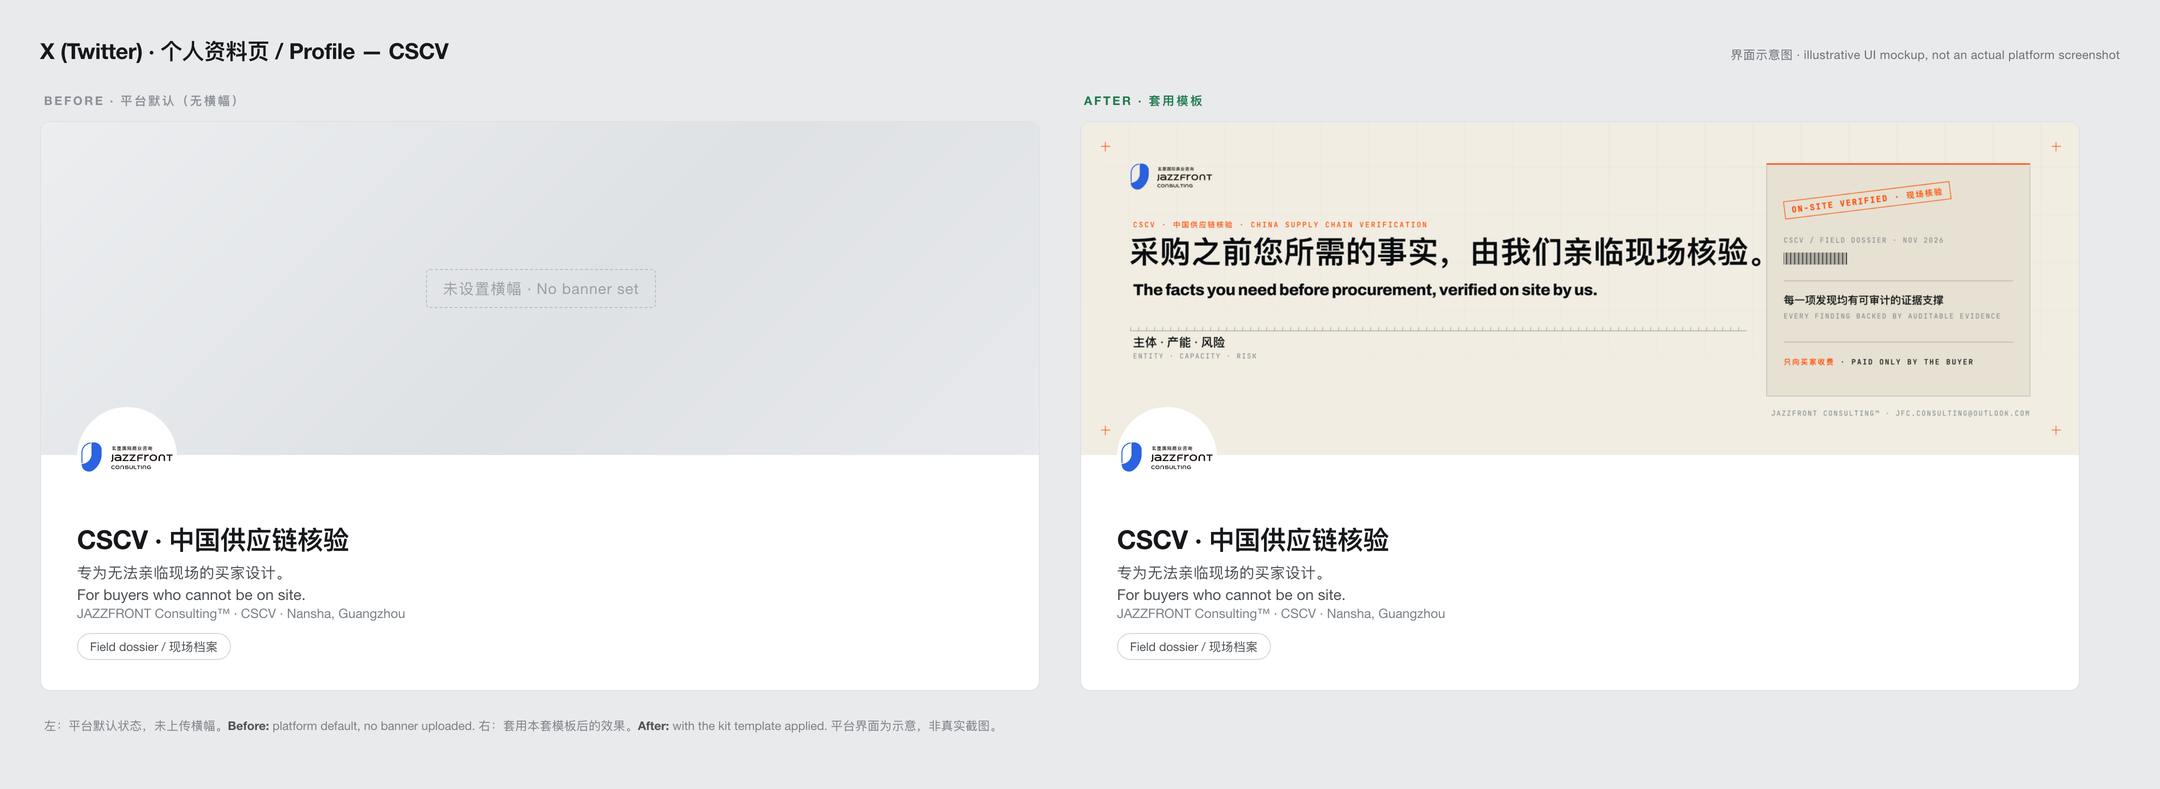 X (Twitter) · 个人资料页 / Profile — CSCV
界面示意图 · illustrative UI mockup, not an actual platform screenshot
BEFORE · 平台默认（无横幅）
未设置横幅 · No banner set
玄墨国际商业咨询
JAZZFRONT
CONSULTING
CSCV · 中国供应链核验
专为无法亲临现场的买家设计。
For buyers who cannot be on site.
JAZZFRONT Consulting™ · CSCV · Nansha, Guangzhou
Field dossier / 现场档案
AFTER · 套用模板
JAZZFRONT
CONSULTING
CSCV · 中国供应链核验 · CHINA SUPPLY CHAIN VERIFICATION
采购之前您所需的事实，由我们亲临现场核验。
The facts you need before procurement, verified on site by us.
主体 · 产能 · 风险
ENTITY · CAPACITY · RISK
ON-SITE VERIFIED · 现场核验
CSCV / FIELD DOSSIER · NOV 2026
每一项发现均有可审计的证据支撑
EVERY FINDING BACKED BY AUDITABLE EVIDENCE
只向买家收费 · PAID ONLY BY THE BUYER
JAZZFRONT CONSULTING™ · JFC.CONSULTING@OUTLOOK.COM
JAZZFRONT
CONSULTING
CSCV · 中国供应链核验
专为无法亲临现场的买家设计。
For buyers who cannot be on site.
JAZZFRONT Consulting™ · CSCV · Nansha, Guangzhou
Field dossier / 现场档案
左：平台默认状态，未上传横幅。Before: platform default, no banner uploaded. 右：套用本套模板后的效果。After: with the kit template applied. 平台界面为示意，非真实截图。